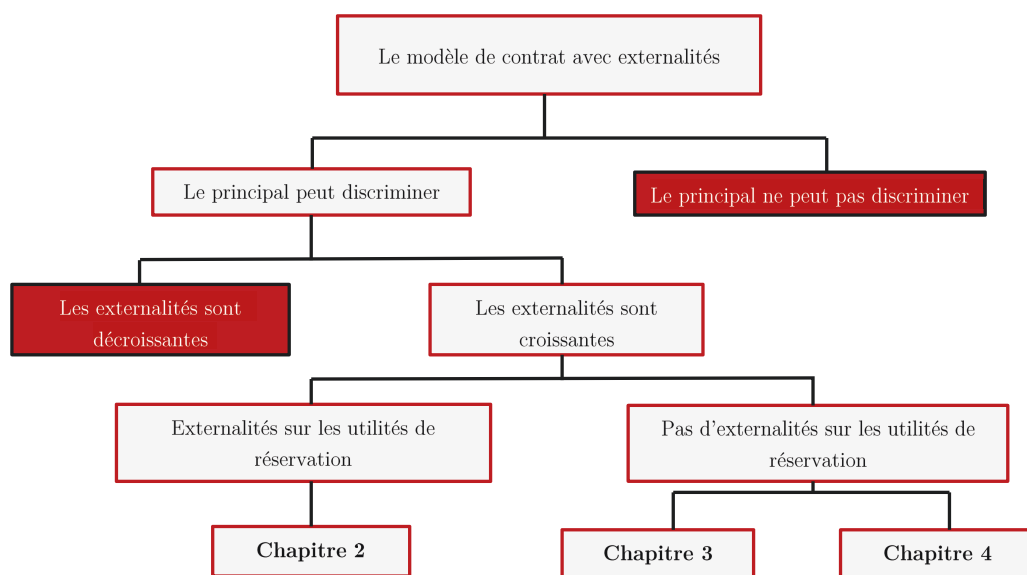 Le modèle de contrat avec externalités
Le principal peut discriminer
Le principal ne peut pas discriminer
Les externalités sont
décroissantes
Les externalités sont
croissantes
Externalités sur les utilités de
réservation
Pas d'externalités sur les utilités de
réservation
Chapitre 2
Chapitre 3
Chapitre 4